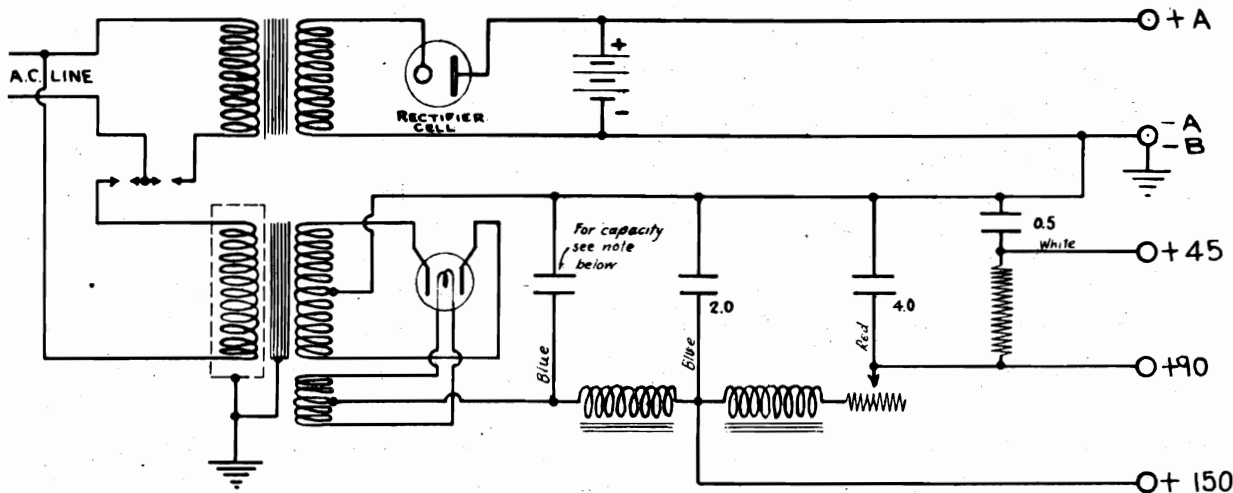 +A
A.C. LINE
+
-
RECTIFIER
CELL
-A
-B
For capacity
see note
below
0.5
White
+45
2.0
4.0
Red
Blue
Blue
+90
+ 150